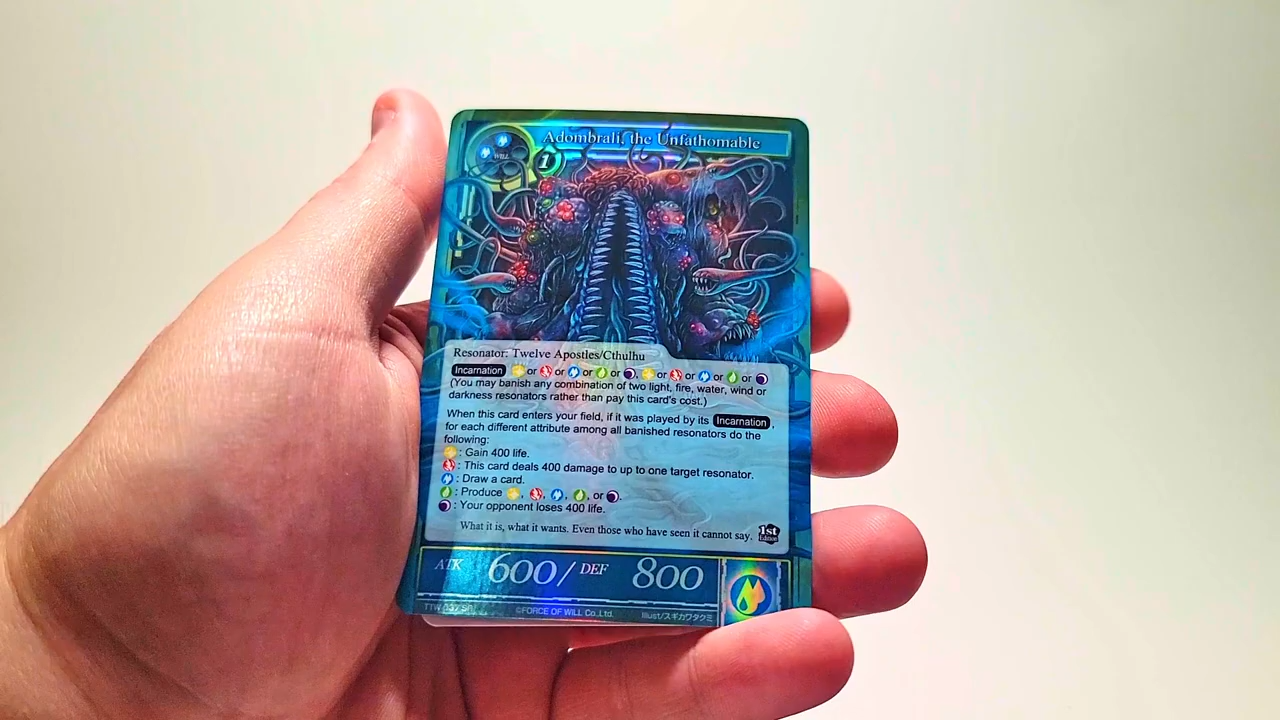 Adombrali, the Unfathomable
WILL
1
Resonator: Twelve Apostles/Cthulhu
Incarnation or or or or , or or or or
(You may banish any combination of two light, fire, water, wind or
darkness resonators rather than pay this card's cost.)
When this card enters your field, if it was played by its Incarnation ,
for each different attribute among all banished resonators do the
following:
: Gain 400 life.
: This card deals 400 damage to up to one target resonator.
: Draw a card.
: Produce , , , , or .
: Your opponent loses 400 life.
What it is, what it wants. Even those who have seen it cannot say.
1st
Edition
ATK 600/ DEF 800
TTW-037 SR ©FORCE OF WILL Co.,Ltd. Illust/スギカワタクミ